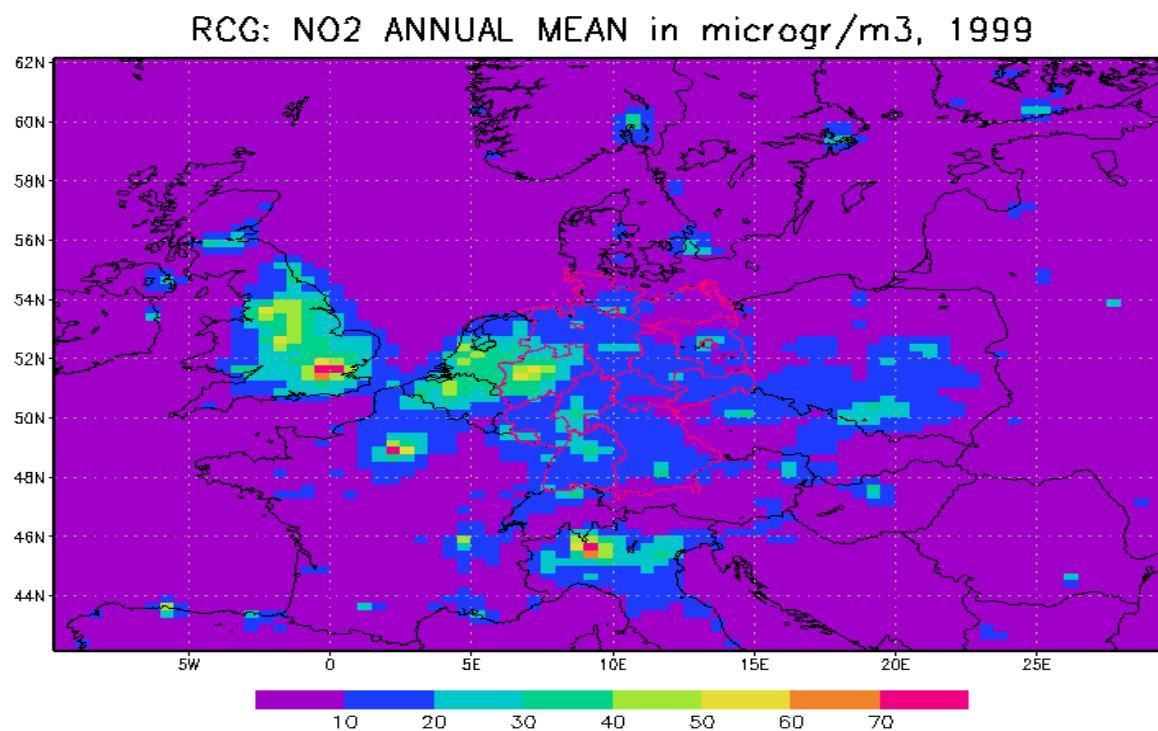 RCG: NO2 ANNUAL MEAN in microgr/m3, 1999
62N
60N
58N
56N
54N
52N
50N
48N
46N
44N
5W 0 5E 10E 15E 20E 25E
10 20 30 40 50 60 70